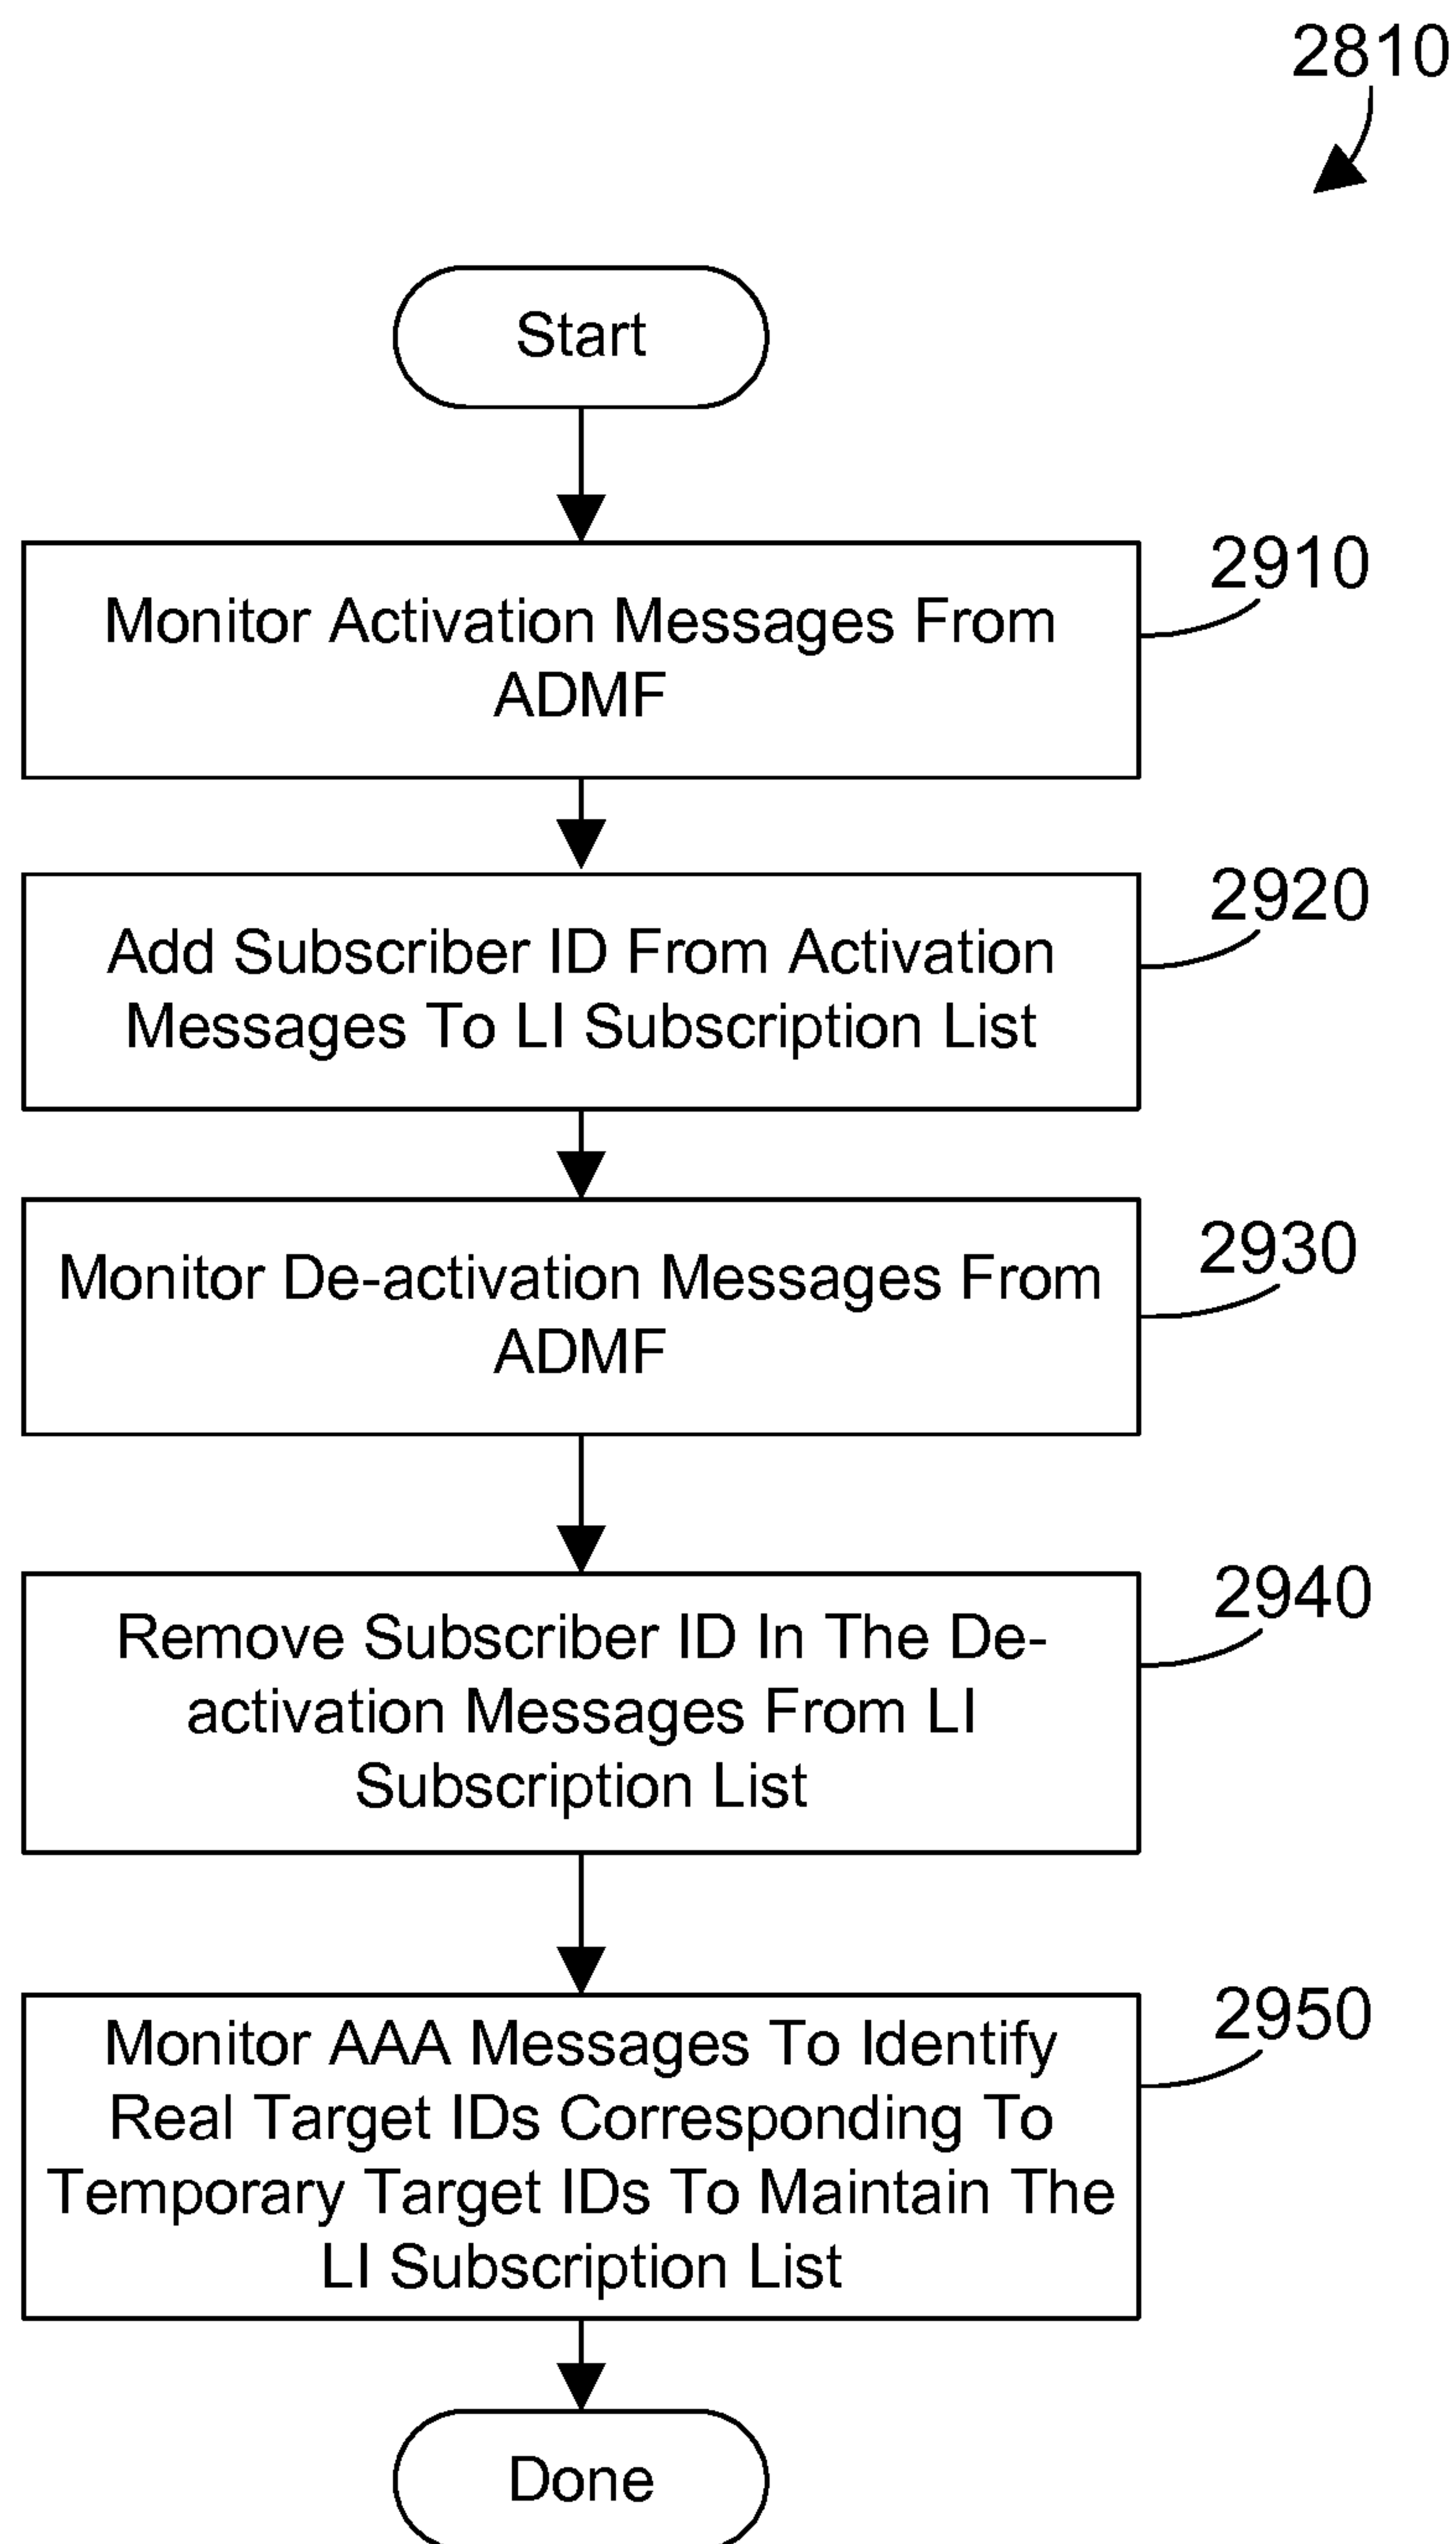 2810
Start
2910
Monitor Activation Messages From
ADMF
2920
Add Subscriber ID From Activation
Messages To LI Subscription List
2930
Monitor De-activation Messages From
ADMF
2940
Remove Subscriber ID In The De-
activation Messages From LI
Subscription List
2950
Monitor AAA Messages To Identify
Real Target IDs Corresponding To
Temporary Target IDs To Maintain The
LI Subscription List
Done